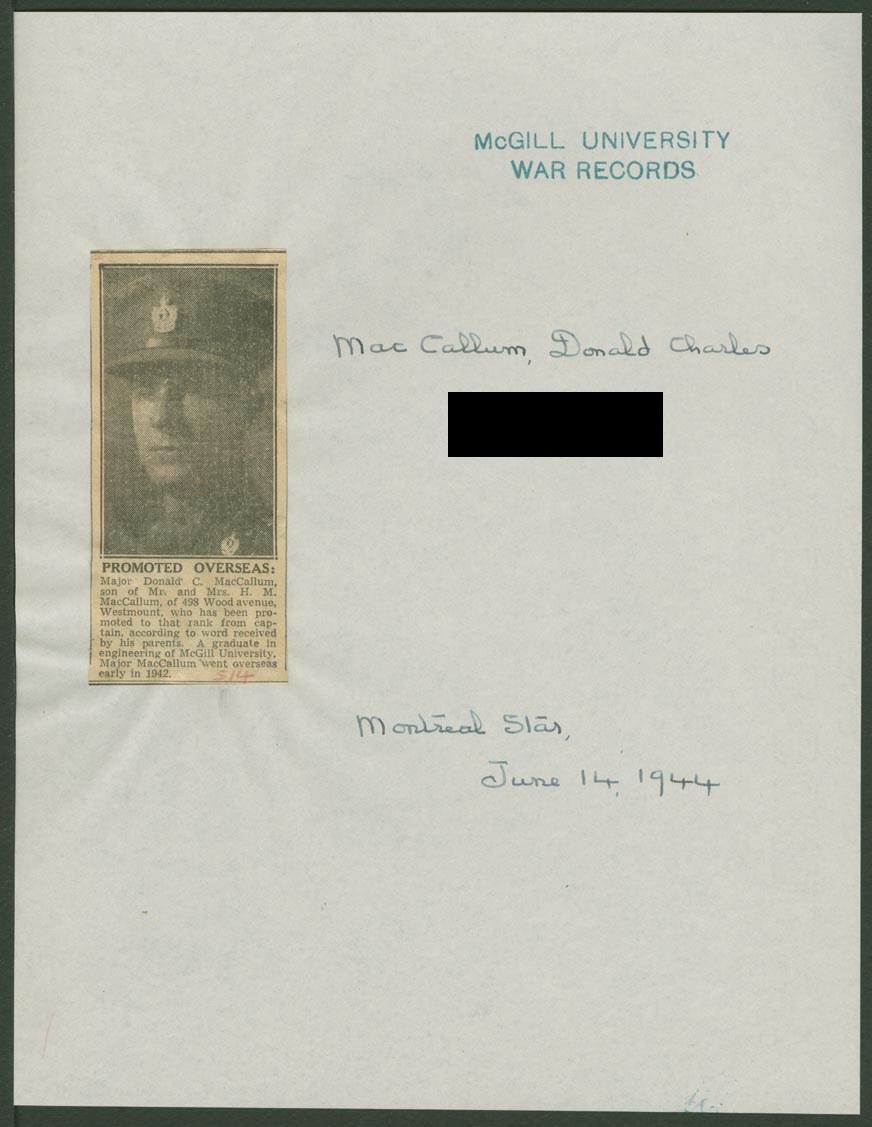 McGILL UNIVERSITY
WAR RECORDS
Mac Callum, Donald Charles
PROMOTED OVERSEAS:
Major Donald C. MacCallum,
son of Mr. and Mrs. H. M.
MacCallum, of 498 Wood avenue,
Westmount, who has been pro-
moted to that rank from cap-
tain, according to word received
by his parents. A graduate in
engineering of McGill University,
Major MacCallum went overseas
early in 1942.
514
Montreal Star,
June 14, 1944